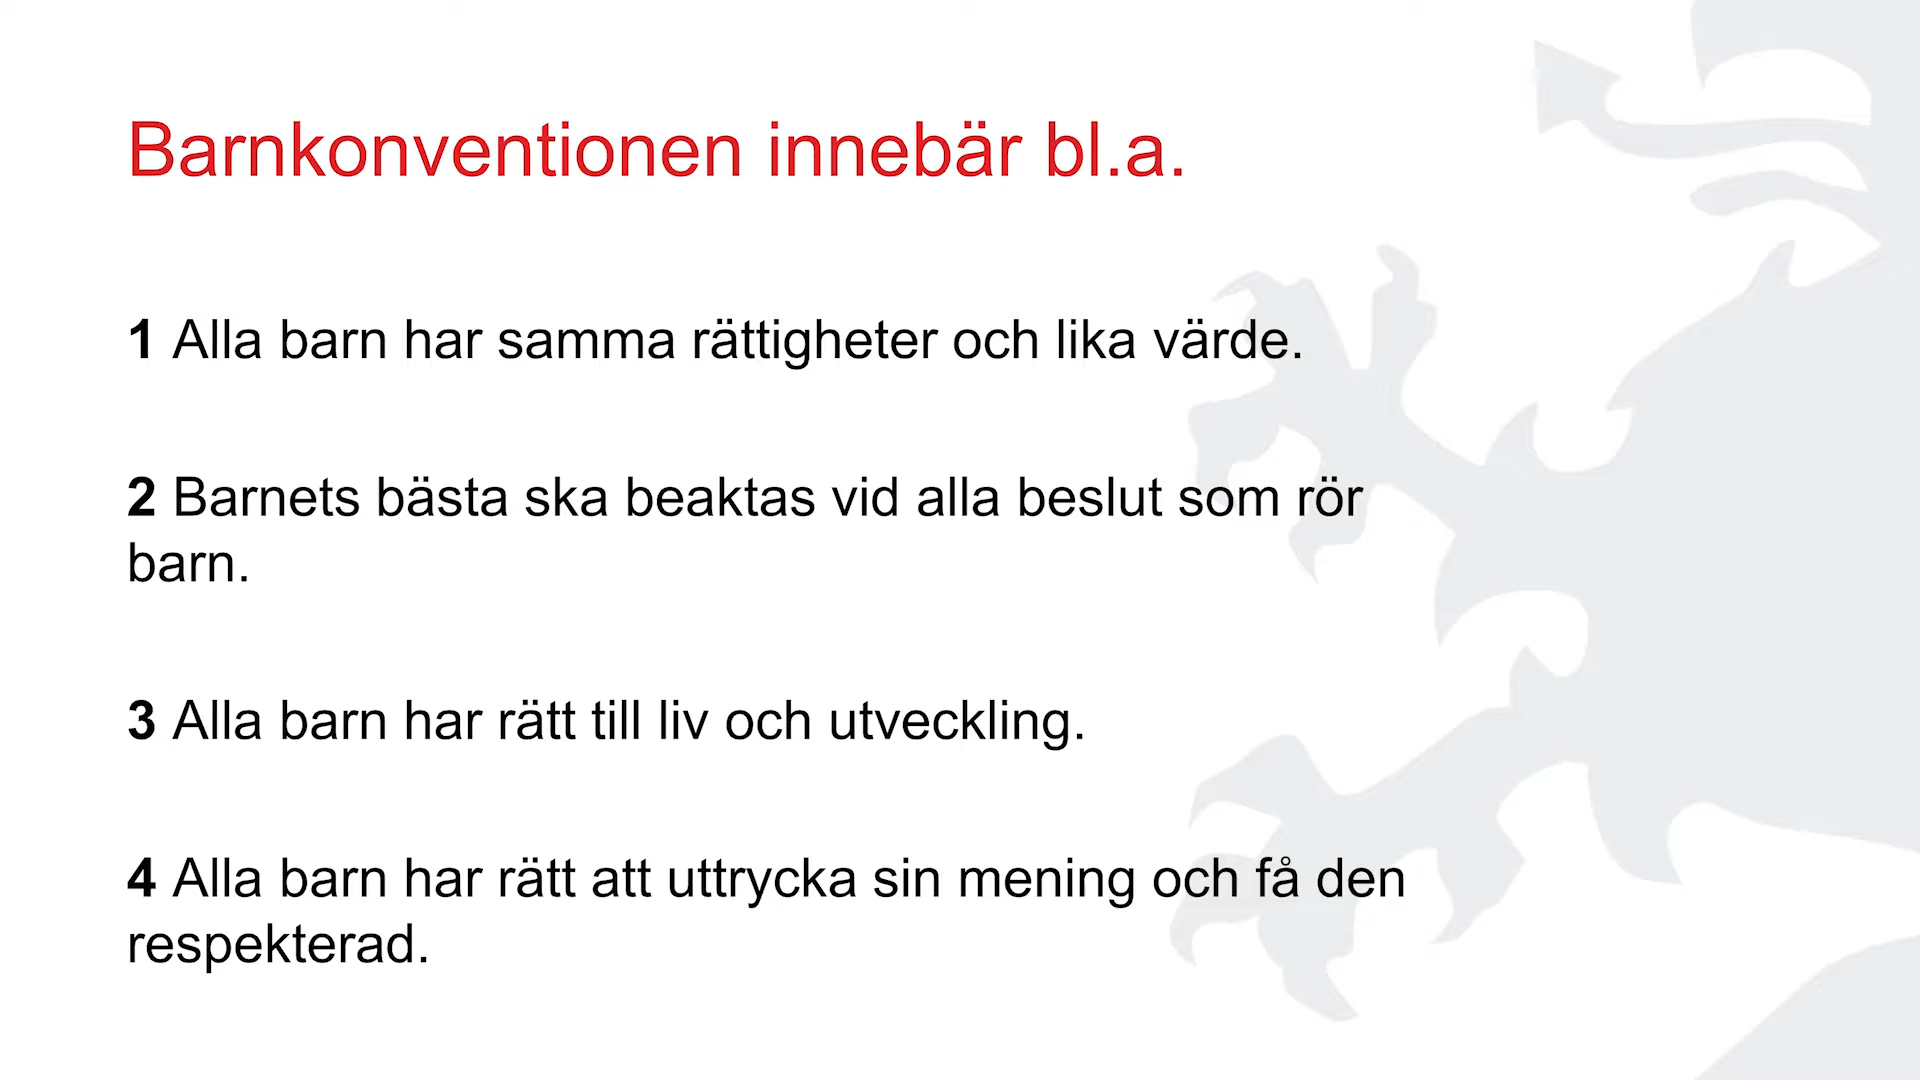 Barnkonventionen innebär bl.a.
1 Alla barn har samma rättigheter och lika värde.
2 Barnets bästa ska beaktas vid alla beslut som rör
barn.
3 Alla barn har rätt till liv och utveckling.
4 Alla barn har rätt att uttrycka sin mening och få den
respekterad.